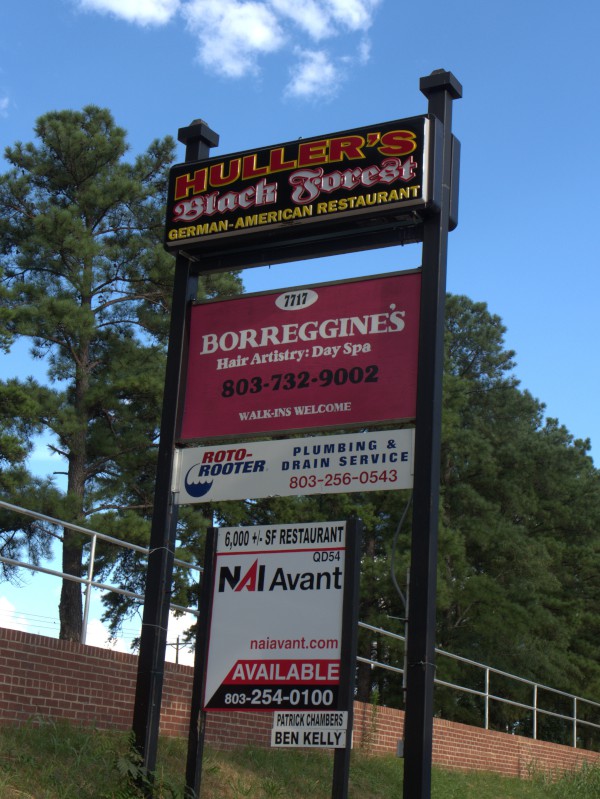 HULLER'S
Black Forest
GERMAN-AMERICAN RESTAURANT
7717
BORREGGINE'S
Hair Artistry: Day Spa
803-732-9002
WALK-INS WELCOME
ROTO-ROOTER
PLUMBING &
DRAIN SERVICE
803-256-0543
6,000 +/- SF RESTAURANT
QD54
NAI Avant
naiavant.com
AVAILABLE
803-254-0100
PATRICK CHAMBERS
BEN KELLY